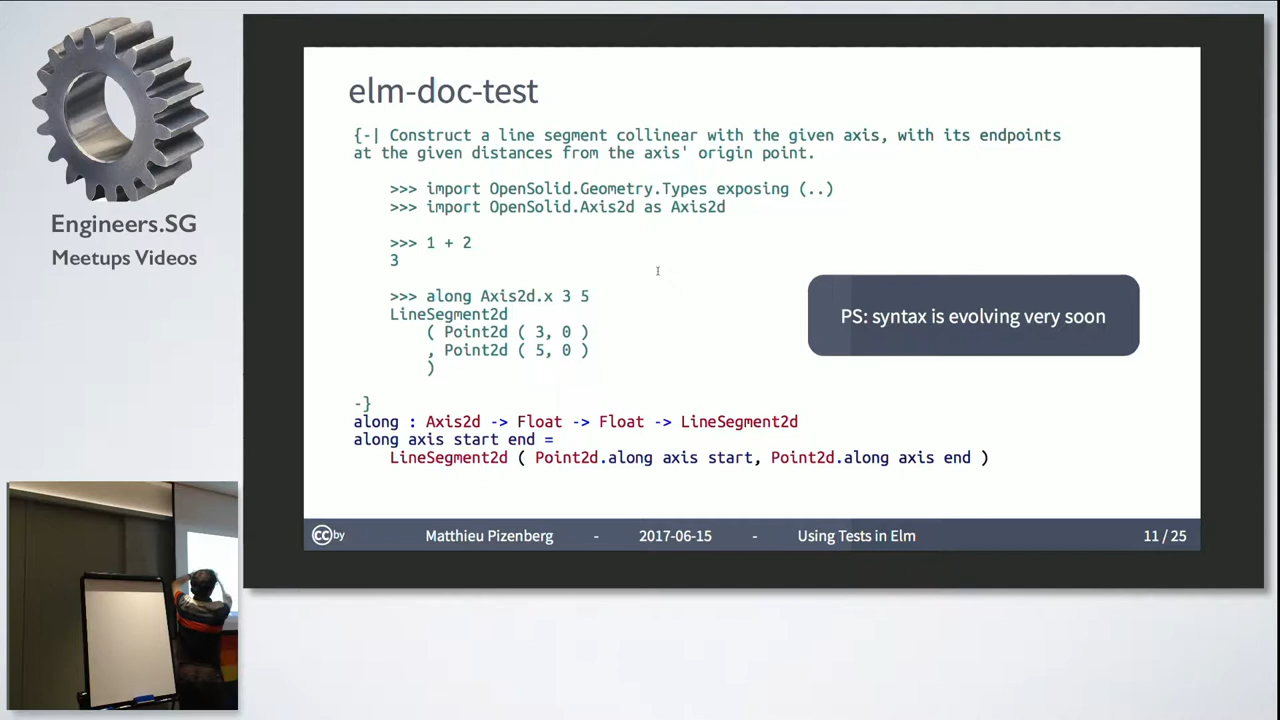 Engineers.SG
Meetups Videos
elm-doc-test
{-| Construct a line segment collinear with the given axis, with its endpoints
at the given distances from the axis' origin point.
>>> import OpenSolid.Geometry.Types exposing (..)
>>> import OpenSolid.Axis2d as Axis2d
>>> 1 + 2
3
>>> along Axis2d.x 3 5
LineSegment2d
( Point2d ( 3, 0 )
, Point2d ( 5, 0 )
)
-}
along : Axis2d -> Float -> Float -> LineSegment2d
along axis start end =
LineSegment2d ( Point2d.along axis start, Point2d.along axis end )
PS: syntax is evolving very soon
cc by Matthieu Pizenberg - 2017-06-15 - Using Tests in Elm 11 / 25